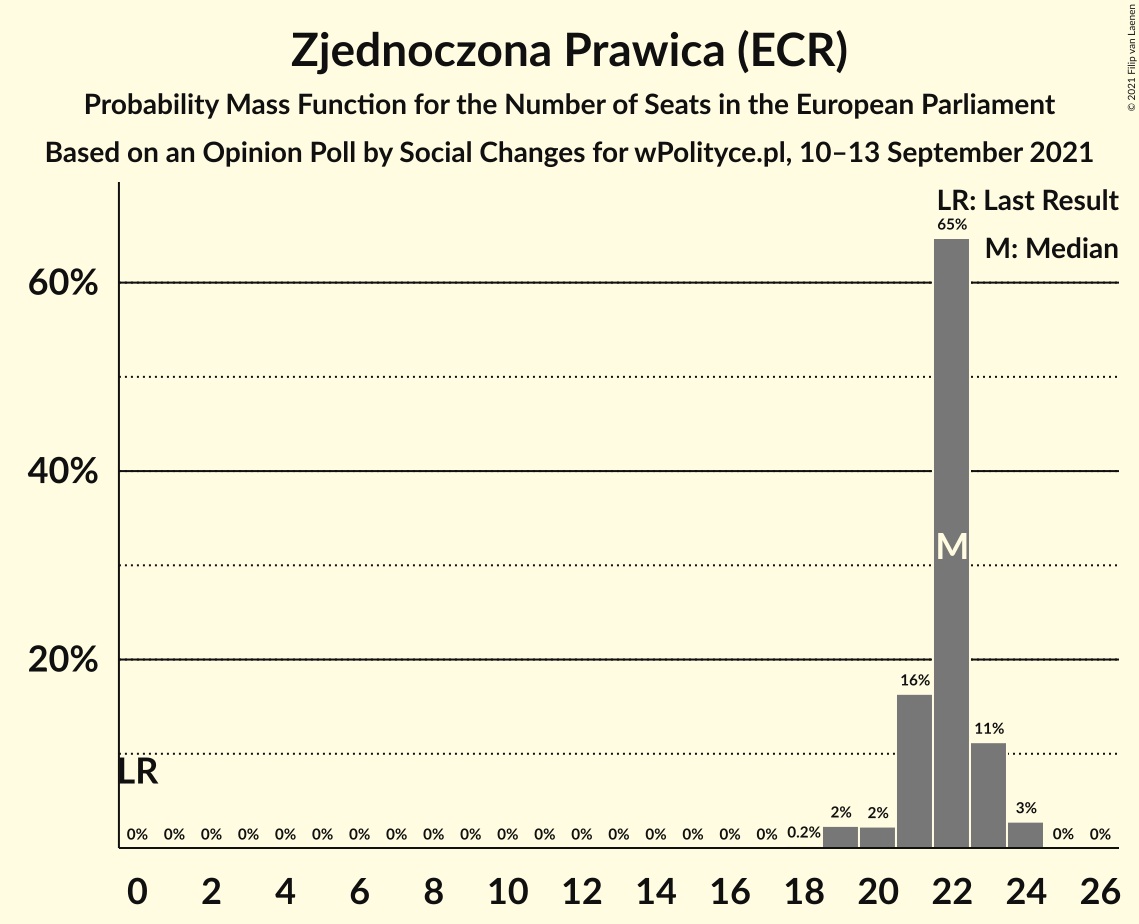 Zjednoczona Prawica (ECR)
Probability Mass Function for the Number of Seats in the European Parliament
Based on an Opinion Poll by Social Changes for wPolityce.pl, 10–13 September 2021
© 2021 Filip van Laenen
LR: Last Result
M: Median
60%
40%
20%
LR
M
0% 0% 0% 0% 0% 0% 0% 0% 0% 0% 0% 0% 0% 0% 0% 0% 0% 0% 0.2% 2% 2% 16% 65% 11% 3% 0% 0%
0 2 4 6 8 10 12 14 16 18 20 22 24 26